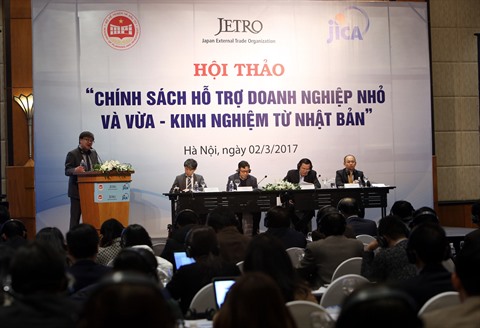 MPI
JETRO
Japan External Trade Organization
jICA
HỘI THẢO
“CHÍNH SÁCH HỖ TRỢ DOANH NGHIỆP NHỎ
VÀ VỪA - KINH NGHIỆM TỪ NHẬT BẢN”
Hà Nội, ngày 02/3/2017